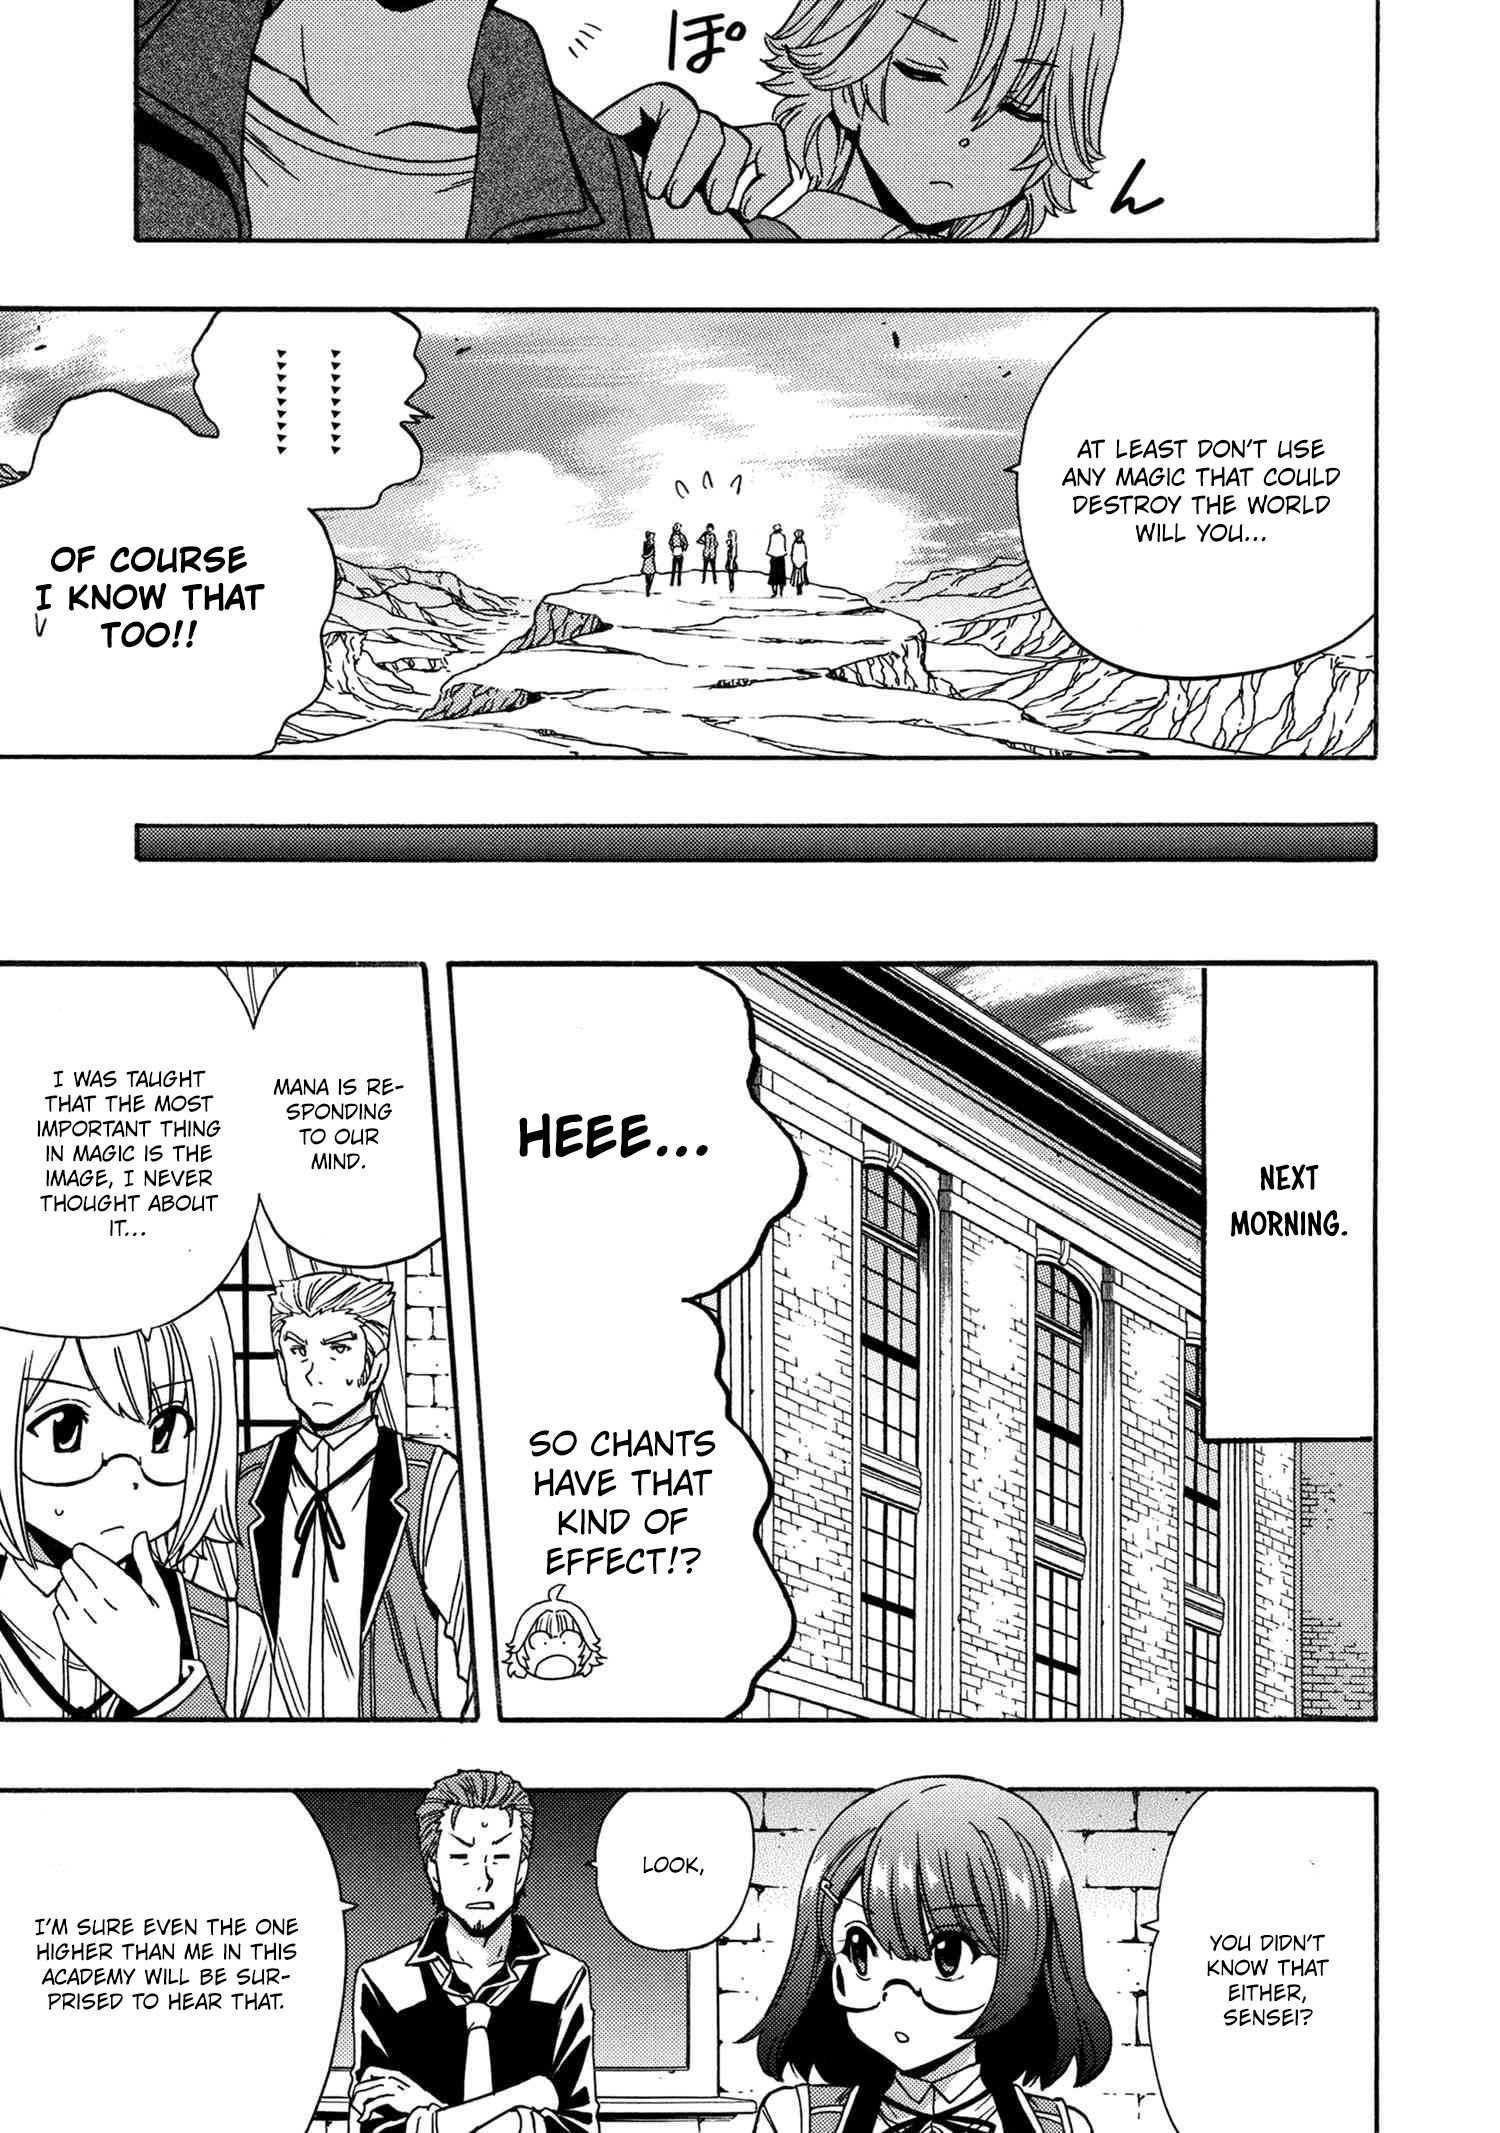 ぽ
ん
AT LEAST DON'T USE
ANY MAGIC THAT COULD
DESTROY THE WORLD
WILL YOU...
OF COURSE
I KNOW THAT
TOO!!
NEXT
MORNING.
HEEE...
SO CHANTS
HAVE THAT
KIND OF
EFFECT!?
MANA IS RE-
SPONDING
TO OUR
MIND.
I WAS TAUGHT
THAT THE MOST
IMPORTANT THING
IN MAGIC IS THE
IMAGE, I NEVER
THOUGHT ABOUT
IT...
YOU DIDN'T
KNOW THAT
EITHER,
SENSEI?
LOOK,
I'M SURE EVEN THE ONE
HIGHER THAN ME IN THIS
ACADEMY WILL BE SUR-
PRISED TO HEAR THAT.